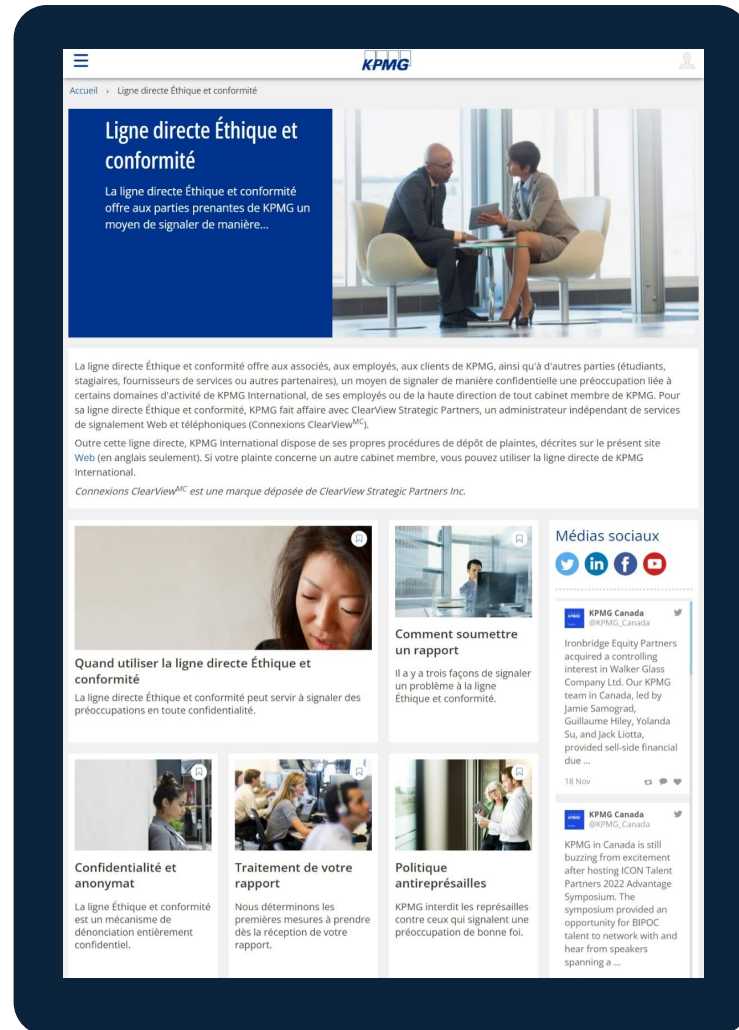 KPMG
Accueil › Ligne directe Éthique et conformité
Ligne directe Éthique et
conformité
La ligne directe Éthique et conformité
offre aux parties prenantes de KPMG un
moyen de signaler de manière...
La ligne directe Éthique et conformité offre aux associés, aux employés, aux clients de KPMG, ainsi qu'à d'autres parties (étudiants,
stagiaires, fournisseurs de services ou autres partenaires), un moyen de signaler de manière confidentielle une préoccupation liée à
certains domaines d'activité de KPMG International, de ses employés ou de la haute direction de tout cabinet membre de KPMG. Pour
sa ligne directe Éthique et conformité, KPMG fait affaire avec ClearView Strategic Partners, un administrateur indépendant de services
de signalement Web et téléphoniques (Connexions ClearViewMC).
Outre cette ligne directe, KPMG International dispose de ses propres procédures de dépôt de plaintes, décrites sur le présent site
Web (en anglais seulement). Si votre plainte concerne un autre cabinet membre, vous pouvez utiliser la ligne directe de KPMG
International.
Connexions ClearViewMC est une marque déposée de ClearView Strategic Partners Inc.
Quand utiliser la ligne directe Éthique et
conformité
La ligne directe Éthique et conformité peut servir à signaler des
préoccupations en toute confidentialité.
Comment soumettre
un rapport
Il a y a trois façons de signaler
un problème à la ligne
Éthique et conformité.
Confidentialité et
anonymat
La ligne Éthique et conformité
est un mécanisme de
dénonciation entièrement
confidentiel.
Traitement de votre
rapport
Nous déterminons les
premières mesures à prendre
dès la réception de votre
rapport.
Politique
antireprésailles
KPMG interdit les représailles
contre ceux qui signalent une
préoccupation de bonne foi.
Médias sociaux
KPMG Canada
@KPMG_Canada
Ironbridge Equity Partners
acquired a controlling
interest in Walker Glass
Company Ltd. Our KPMG
team in Canada, led by
Jamie Samograd,
Guillaume Hiley, Yolanda
Su, and Jack Liotta,
provided sell-side financial
due ...
18 Nov
KPMG Canada
@KPMG_Canada
KPMG in Canada is still
buzzing from excitement
after hosting ICON Talent
Partners 2022 Advantage
Symposium. The
symposium provided an
opportunity for BIPOC
talent to network with and
hear from speakers
spanning a ...